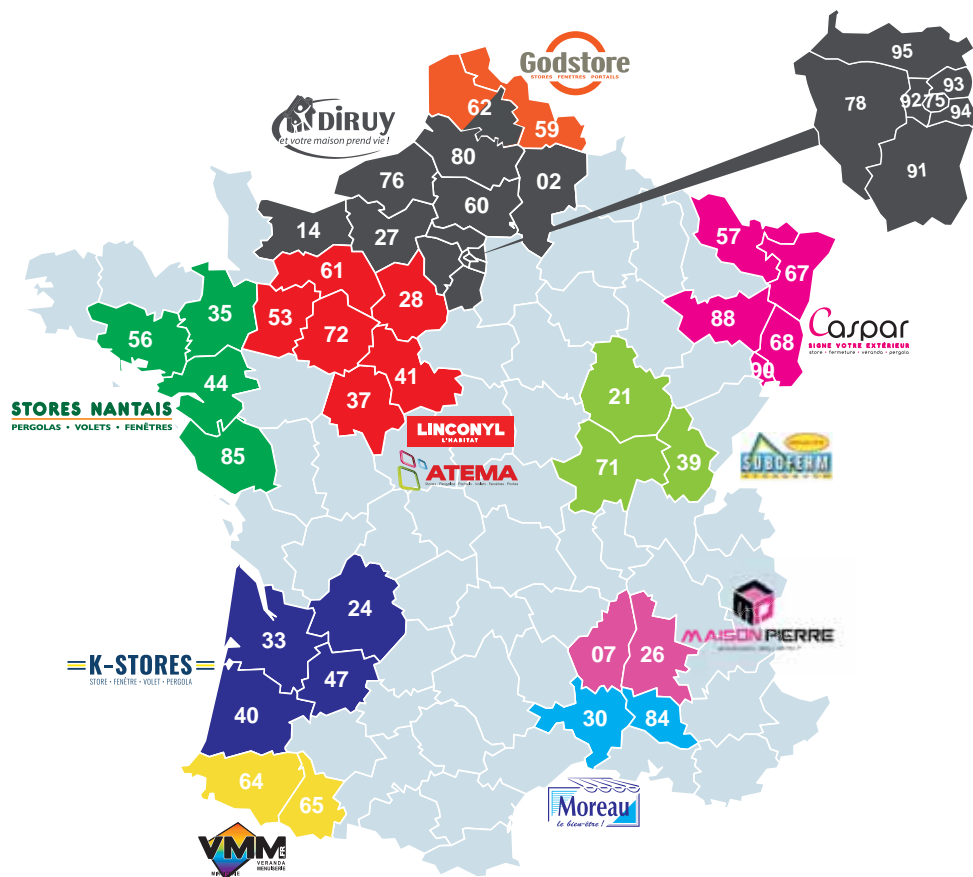 Godstore
STORES FENETRES PORTAILS
DiRUY
et votre maison prend vie !
95
78
92
75
93
94
91
62
59
80
02
76
60
14
27
61
28
53
72
41
37
35
56
44
85
STORES NANTAIS
PERGOLAS • VOLETS • FENÊTRES
LINCONYL
L'HABITAT
ATEMA
57
67
88
68
90
Caspar
SIGNE VOTRE EXTÉRIEUR
store • fermeture • véranda • pergola
21
71
39
SOBOFERM
MAISON PIERRE
07
26
30
84
Moreau
le bien-être !
24
33
47
40
K-STORES
STORE • FENÊTRE • VOLET • PERGOLA
64
65
VMM.FR
VERANDA
MENUISERIE